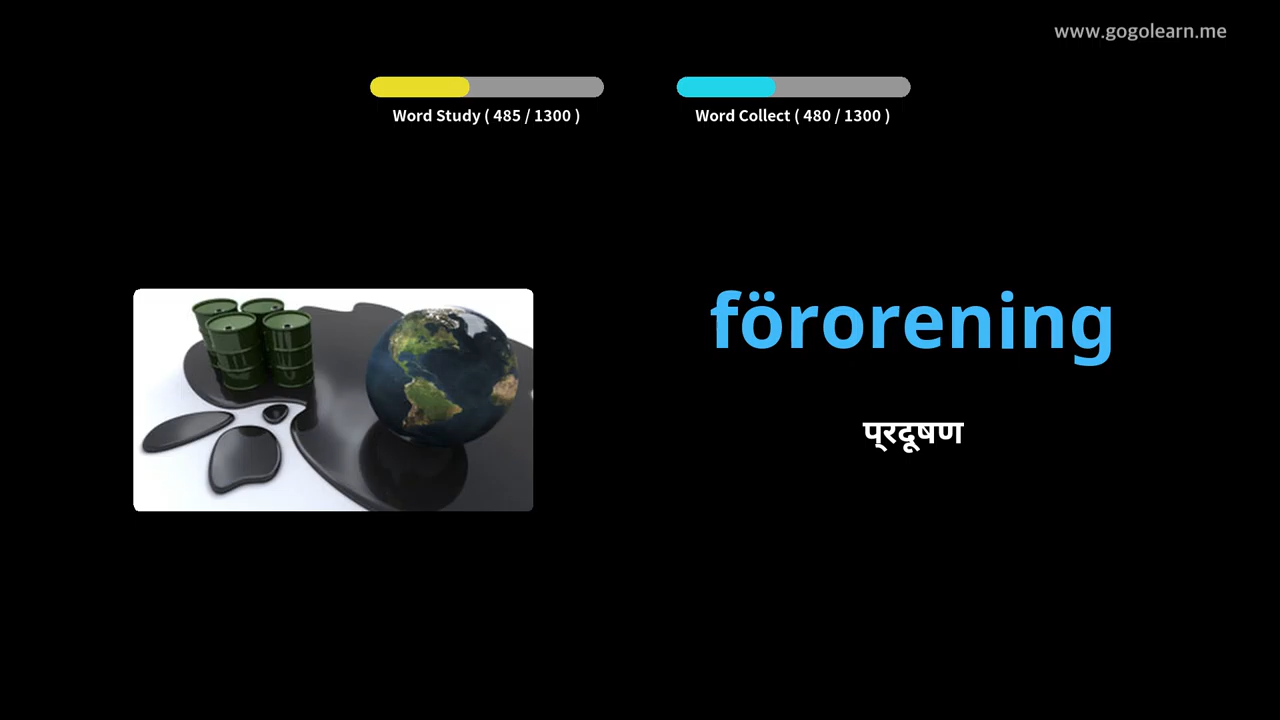 www.gogolearn.me
Word Study ( 485 / 1300 )
Word Collect ( 480 / 1300 )
förorening
प्रदूषण